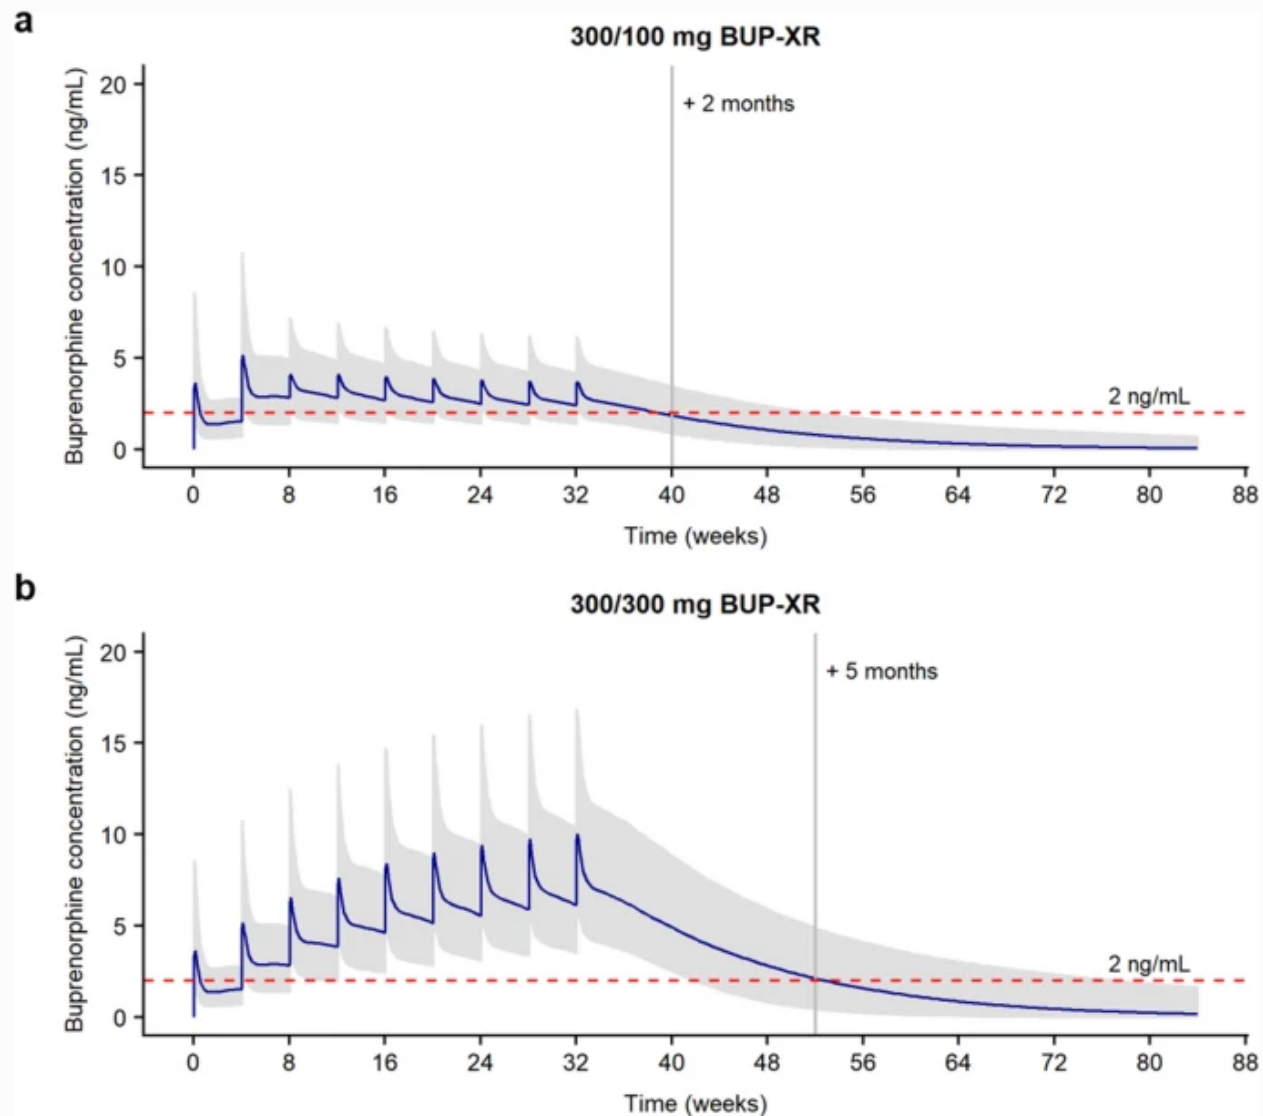 a
300/100 mg BUP-XR
Buprenorphine concentration (ng/mL)
20
15
10
5
0
+ 2 months
2 ng/mL
0 8 16 24 32 40 48 56 64 72 80 88
Time (weeks)
b
300/300 mg BUP-XR
Buprenorphine concentration (ng/mL)
20
15
10
5
0
+ 5 months
2 ng/mL
0 8 16 24 32 40 48 56 64 72 80 88
Time (weeks)